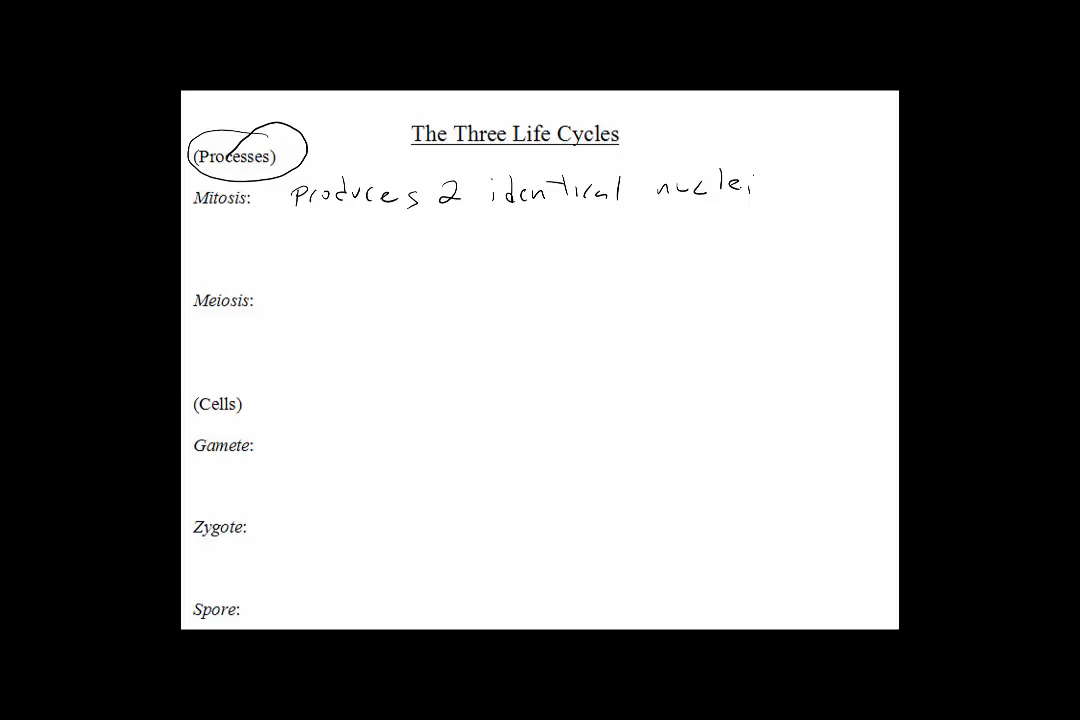 The Three Life Cycles
(Processes)
Mitosis: produces 2 identical nuclei
Meiosis:
(Cells)
Gamete:
Zygote:
Spore: